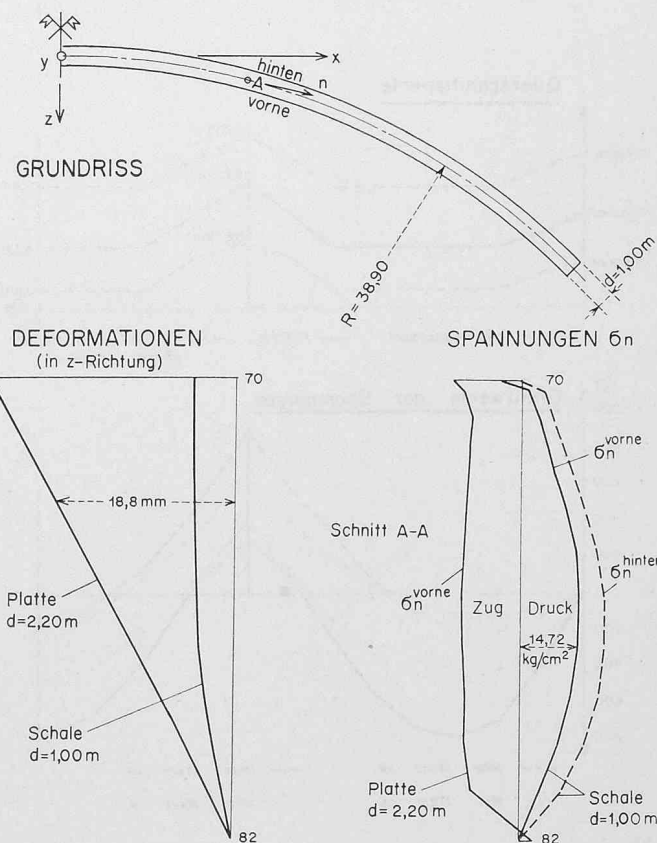 x
y
z
hinten
A
n
vorne
GRUNDRISS
R=38,90
d=1,00m
DEFORMATIONEN
(in z-Richtung)
70
18,8 mm
Platte
d=2,20m
Schale
d=1,00m
82
SPANNUNGEN σn
70
σn vorne
Schnitt A-A
σn hinten
σn vorne
Zug
Druck
14,72
kg/cm²
Platte
d=2,20m
Schale
d=1,00m
82